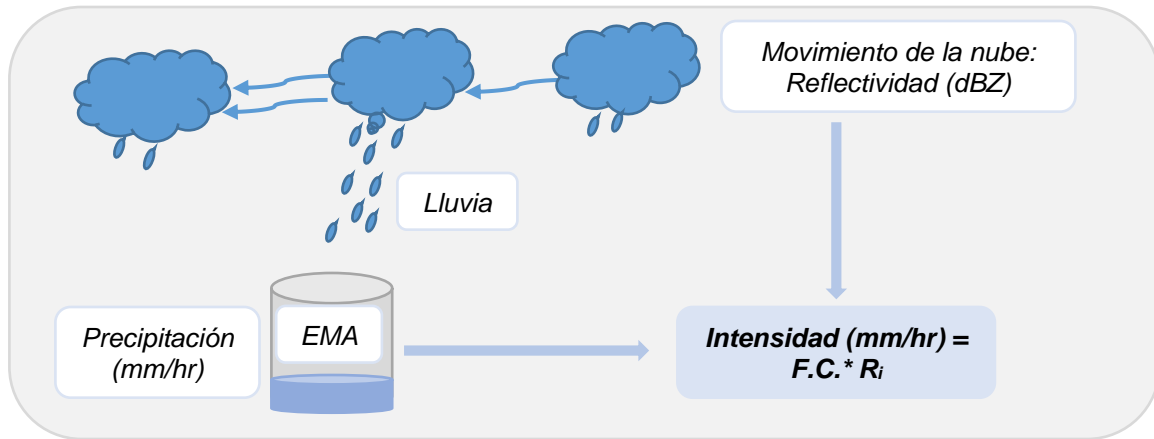 Movimiento de la nube:
Reflectividad (dBZ)
Lluvia
Precipitación
(mm/hr)
EMA
Intensidad (mm/hr) =
F.C.* Ri